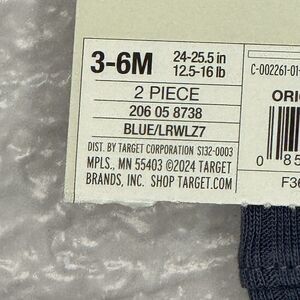 3-6M 24-25.5 in
12.5-16 lb
2 PIECE
206 05 8738
BLUE/LRWLZ7
DIST. BY TARGET CORPORATION S132-0003
MPLS., MN 55403 ©2024 TARGET
BRANDS, INC. SHOP TARGET.COM
C-002261-01-
ORI
0 8 5
F36